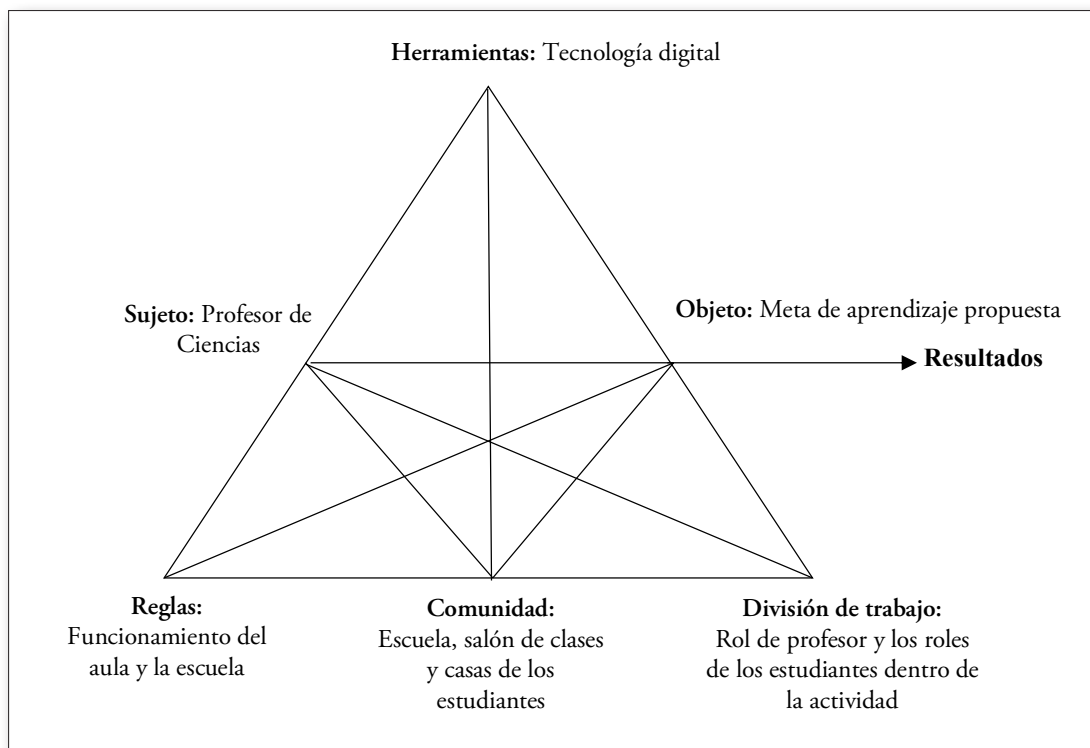 Herramientas: Tecnología digital
Sujeto: Profesor de
Ciencias
Objeto: Meta de aprendizaje propuesta
Resultados
Reglas:
Funcionamiento del
aula y la escuela
Comunidad:
Escuela, salón de clases
y casas de los
estudiantes
División de trabajo:
Rol de profesor y los roles
de los estudiantes dentro de
la actividad